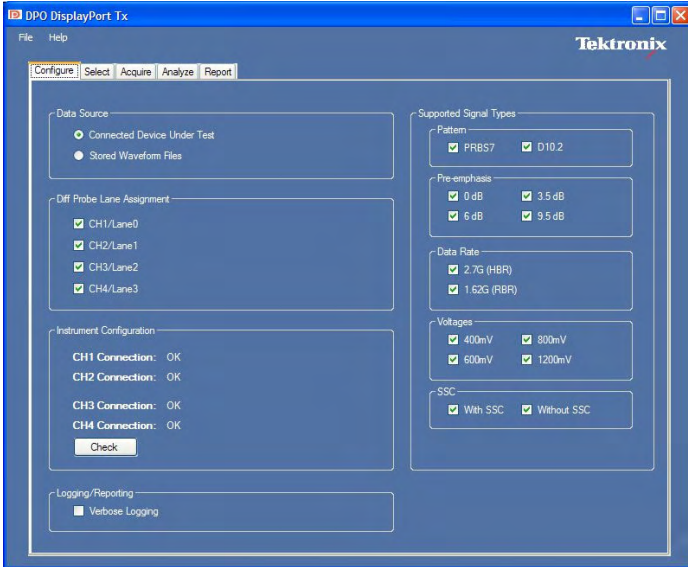 DPO DisplayPort Tx
File Help
Tektronix
Configure Select Acquire Analyze Report
Data Source
Connected Device Under Test
Stored Waveform Files
Diff Probe Lane Assignment
CH1/Lane0
CH2/Lane1
CH3/Lane2
CH4/Lane3
Instrument Configuration
CH1 Connection: OK
CH2 Connection: OK
CH3 Connection: OK
CH4 Connection: OK
Check
Logging/Reporting
Verbose Logging
Supported Signal Types
Pattern
PRBS7 D10.2
Pre-emphasis
0 dB 3.5 dB
6 dB 9.5 dB
Data Rate
2.7G (HBR)
1.62G (RBR)
Voltages
400mV 800mV
600mV 1200mV
SSC
With SSC Without SSC